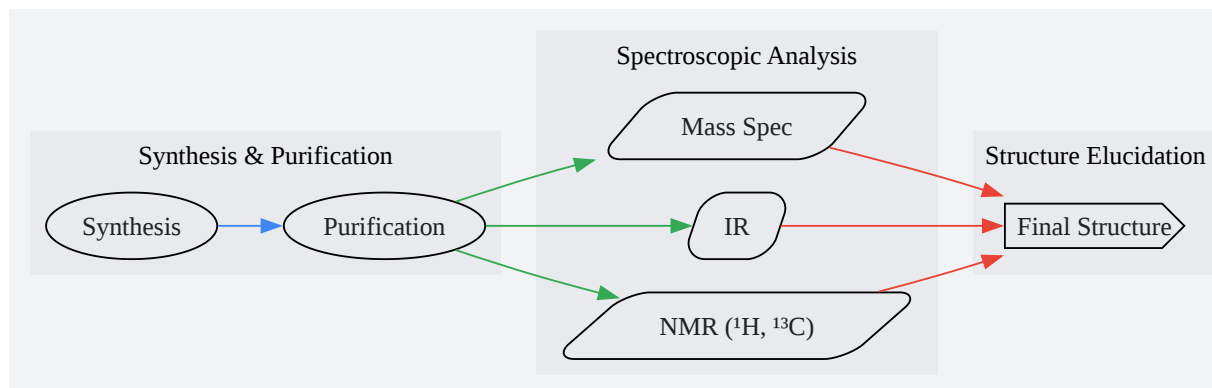 Synthesis & Purification
Synthesis
Purification
Spectroscopic Analysis
Mass Spec
IR
NMR (¹H, ¹³C)
Structure Elucidation
Final Structure